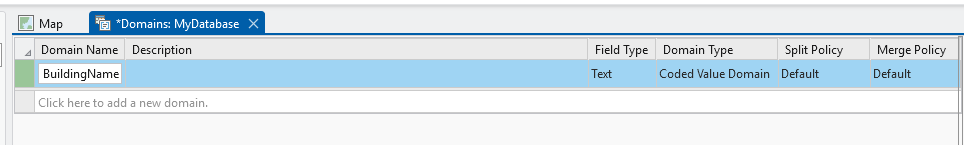 Map *Domains: MyDatabase
Domain Name Description Field Type Domain Type Split Policy Merge Policy
BuildingName Text Coded Value Domain Default Default
Click here to add a new domain.